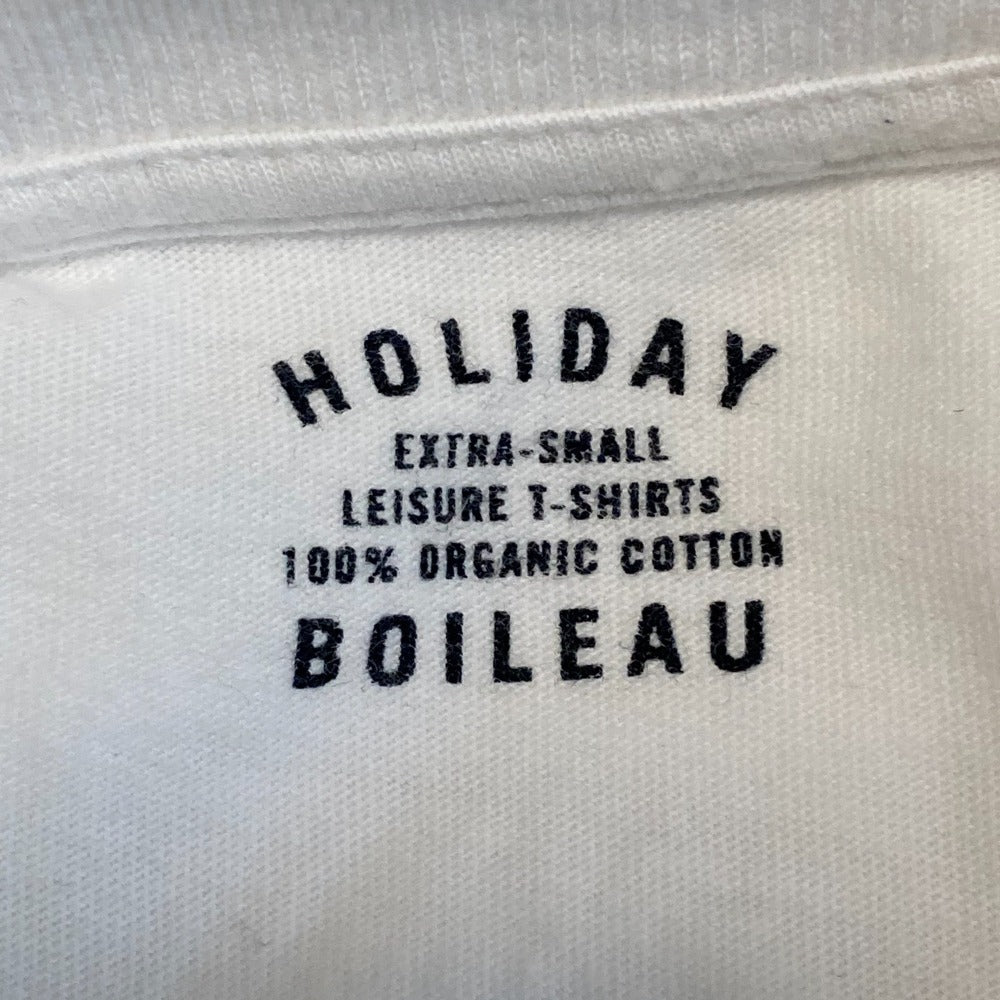 HOLIDAY
EXTRA-SMALL
LEISURE T-SHIRTS
100% ORGANIC COTTON
BOILEAU